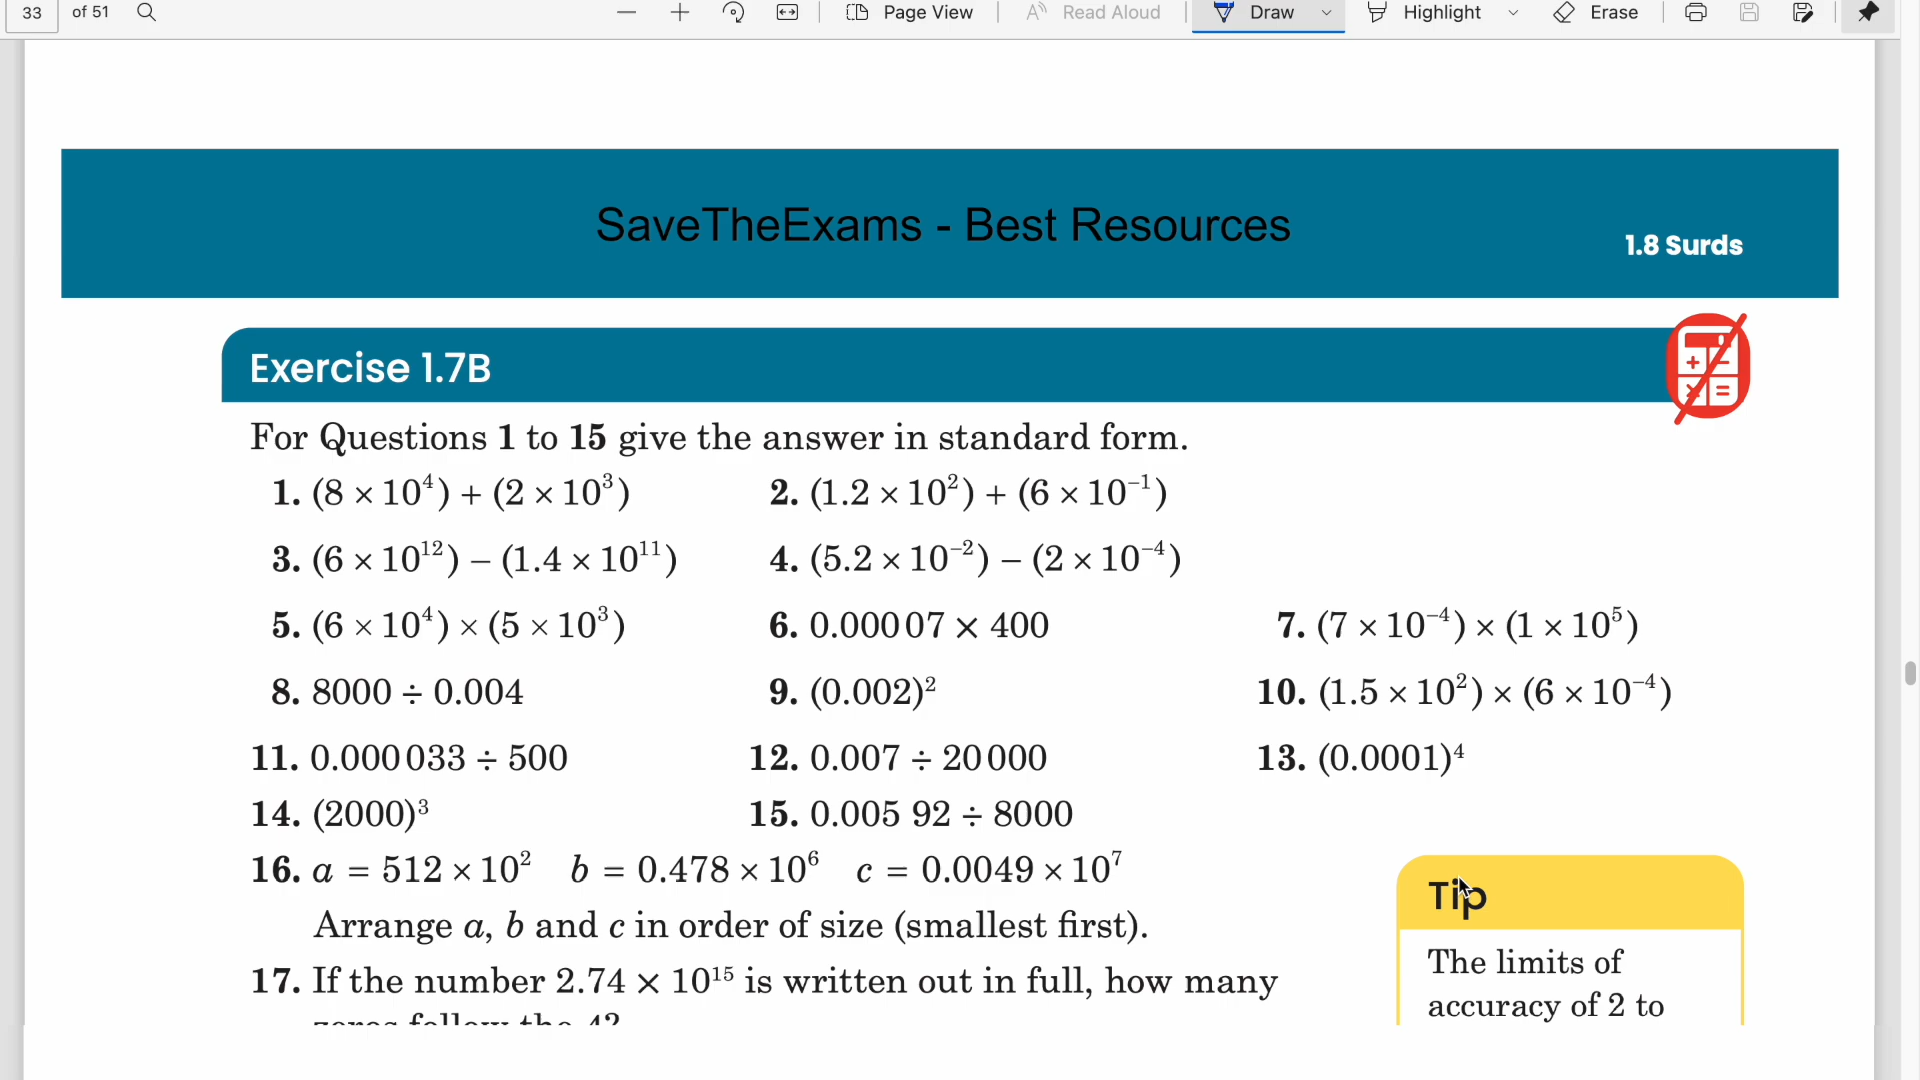 33 of 51 Page View Read Aloud Draw Highlight Erase
SaveTheExams - Best Resources
1.8 Surds
Exercise 1.7B
For Questions 1 to 15 give the answer in standard form.
1. (8 × 10⁴) + (2 × 10³) 2. (1.2 × 10²) + (6 × 10⁻¹)
3. (6 × 10¹²) – (1.4 × 10¹¹) 4. (5.2 × 10⁻²) – (2 × 10⁻⁴)
5. (6 × 10⁴) × (5 × 10³) 6. 0.000 07 × 400 7. (7 × 10⁻⁴) × (1 × 10⁵)
8. 8000 ÷ 0.004 9. (0.002)² 10. (1.5 × 10²) × (6 × 10⁻⁴)
11. 0.000 033 ÷ 500 12. 0.007 ÷ 20 000 13. (0.0001)⁴
14. (2000)³ 15. 0.005 92 ÷ 8000
16. a = 512 × 10² b = 0.478 × 10⁶ c = 0.0049 × 10⁷
Arrange a, b and c in order of size (smallest first).
17. If the number 2.74 × 10¹⁵ is written out in full, how many
zeros follow the 4?
Tip
The limits of
accuracy of 2 to